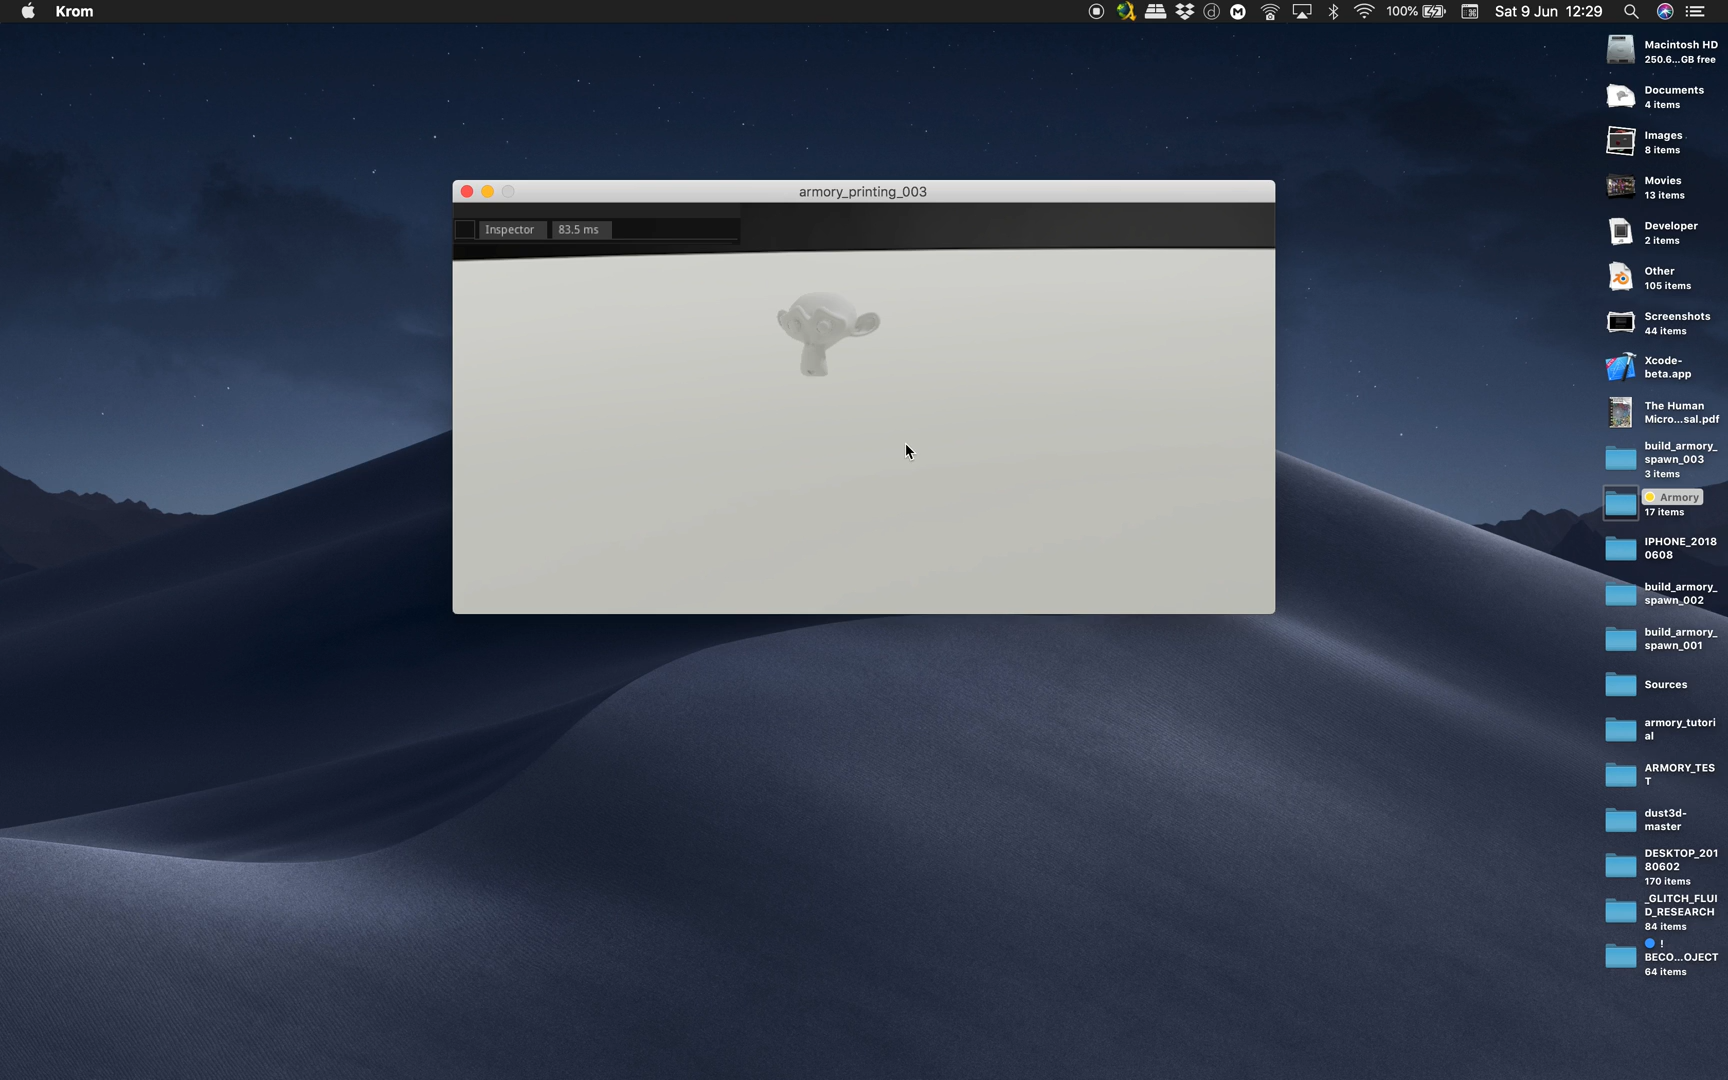 Krom
100%
Sat 9 Jun 12:29
armory_printing_003
Inspector
83.5 ms
Macintosh HD
250.6...GB free
Documents
4 items
Images
8 items
Movies
13 items
Developer
2 items
Other
105 items
Screenshots
44 items
Xcode-
beta.app
The Human
Micro...sal.pdf
build_armory_
spawn_003
3 items
Armory
17 items
IPHONE_2018
0608
build_armory_
spawn_002
build_armory_
spawn_001
Sources
armory_tutori
al
ARMORY_TES
T
dust3d-
master
DESKTOP_201
80602
170 items
_GLITCH_FLUI
D_RESEARCH
84 items
!
BECO...OJECT
64 items